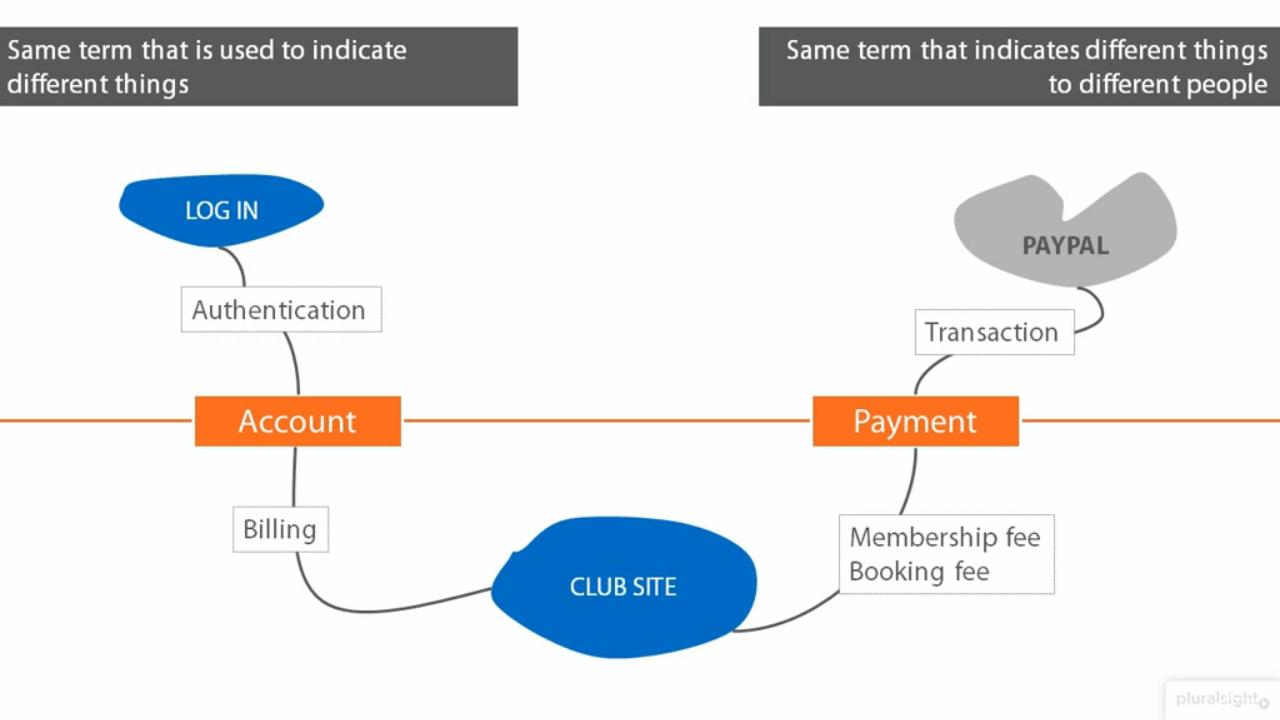 Same term that is used to indicate
different things
Same term that indicates different things
to different people
LOG IN
PAYPAL
Authentication
Transaction
Account
Payment
Billing
Membership fee
Booking fee
CLUB SITE
pluralsight